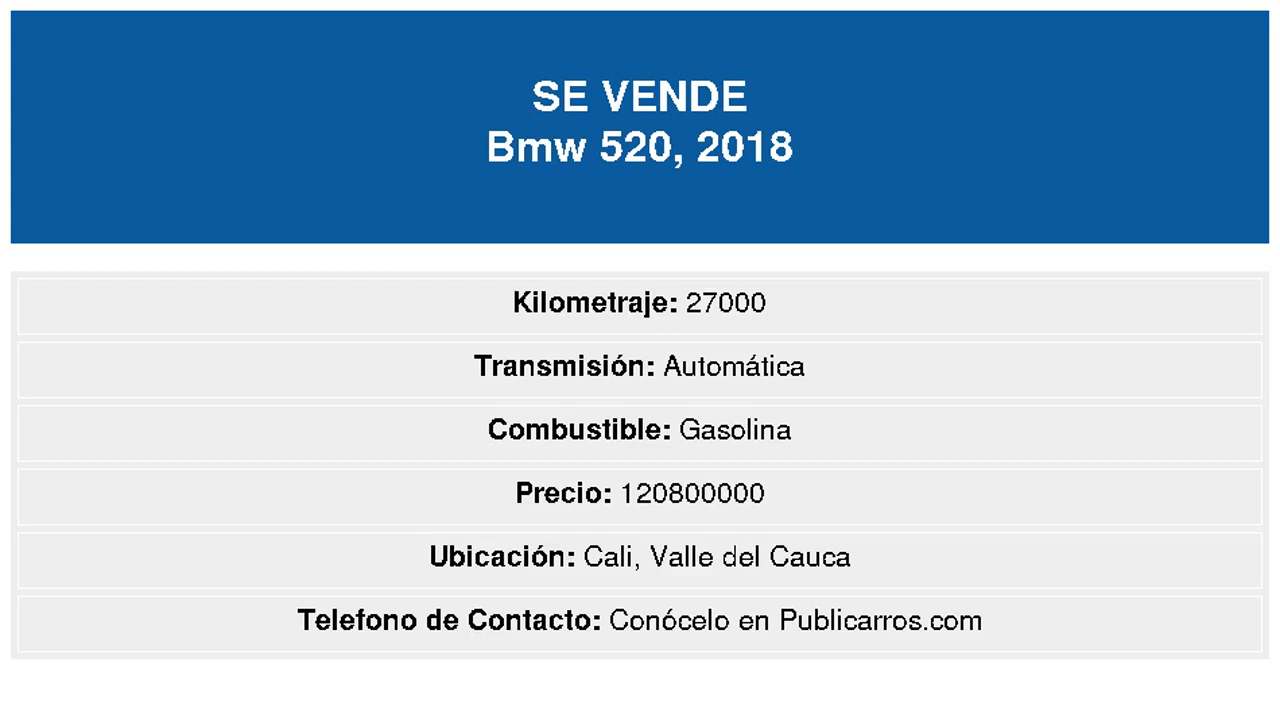 SE VENDE
Bmw 520, 2018
Kilometraje: 27000
Transmisión: Automática
Combustible: Gasolina
Precio: 120800000
Ubicación: Cali, Valle del Cauca
Telefono de Contacto: Conócelo en Publicarros.com